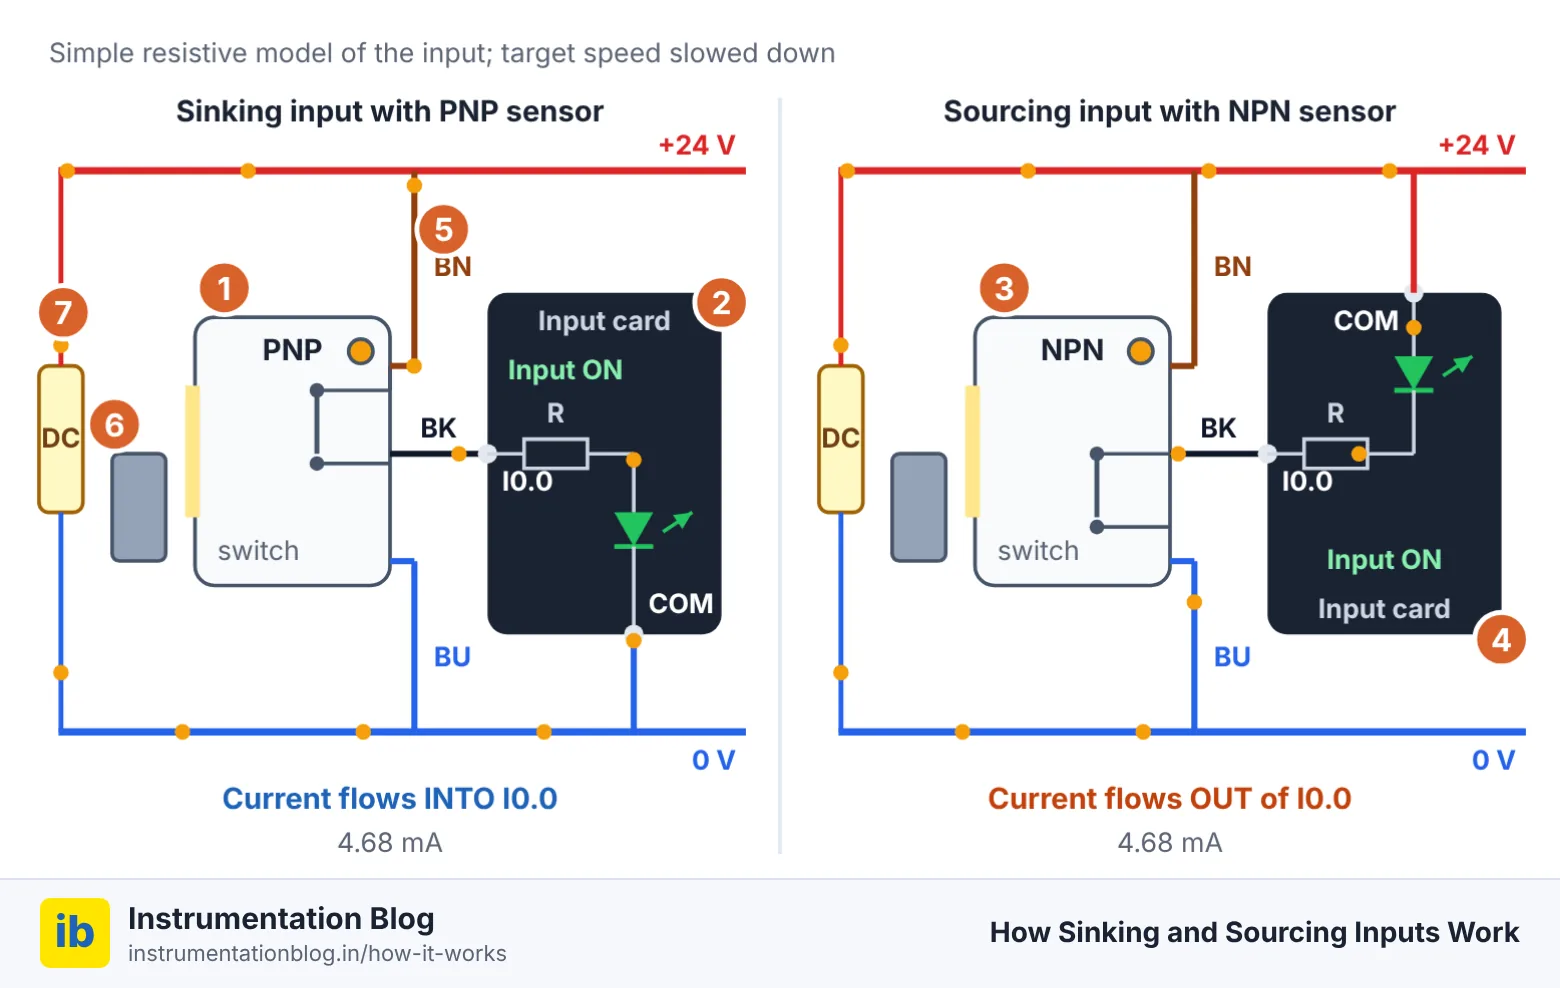 Simple resistive model of the input; target speed slowed down
Sinking input with PNP sensor
+24 V
5
BN
1
7
2
PNP
Input card
Input ON
R
6
DC
BK
I0.0
switch
COM
BU
0 V
Current flows INTO I0.0
4.68 mA
Sourcing input with NPN sensor
+24 V
BN
3
NPN
COM
R
DC
BK
I0.0
switch
Input ON
Input card
4
BU
0 V
Current flows OUT of I0.0
4.68 mA
ib
Instrumentation Blog
instrumentationblog.in/how-it-works
How Sinking and Sourcing Inputs Work